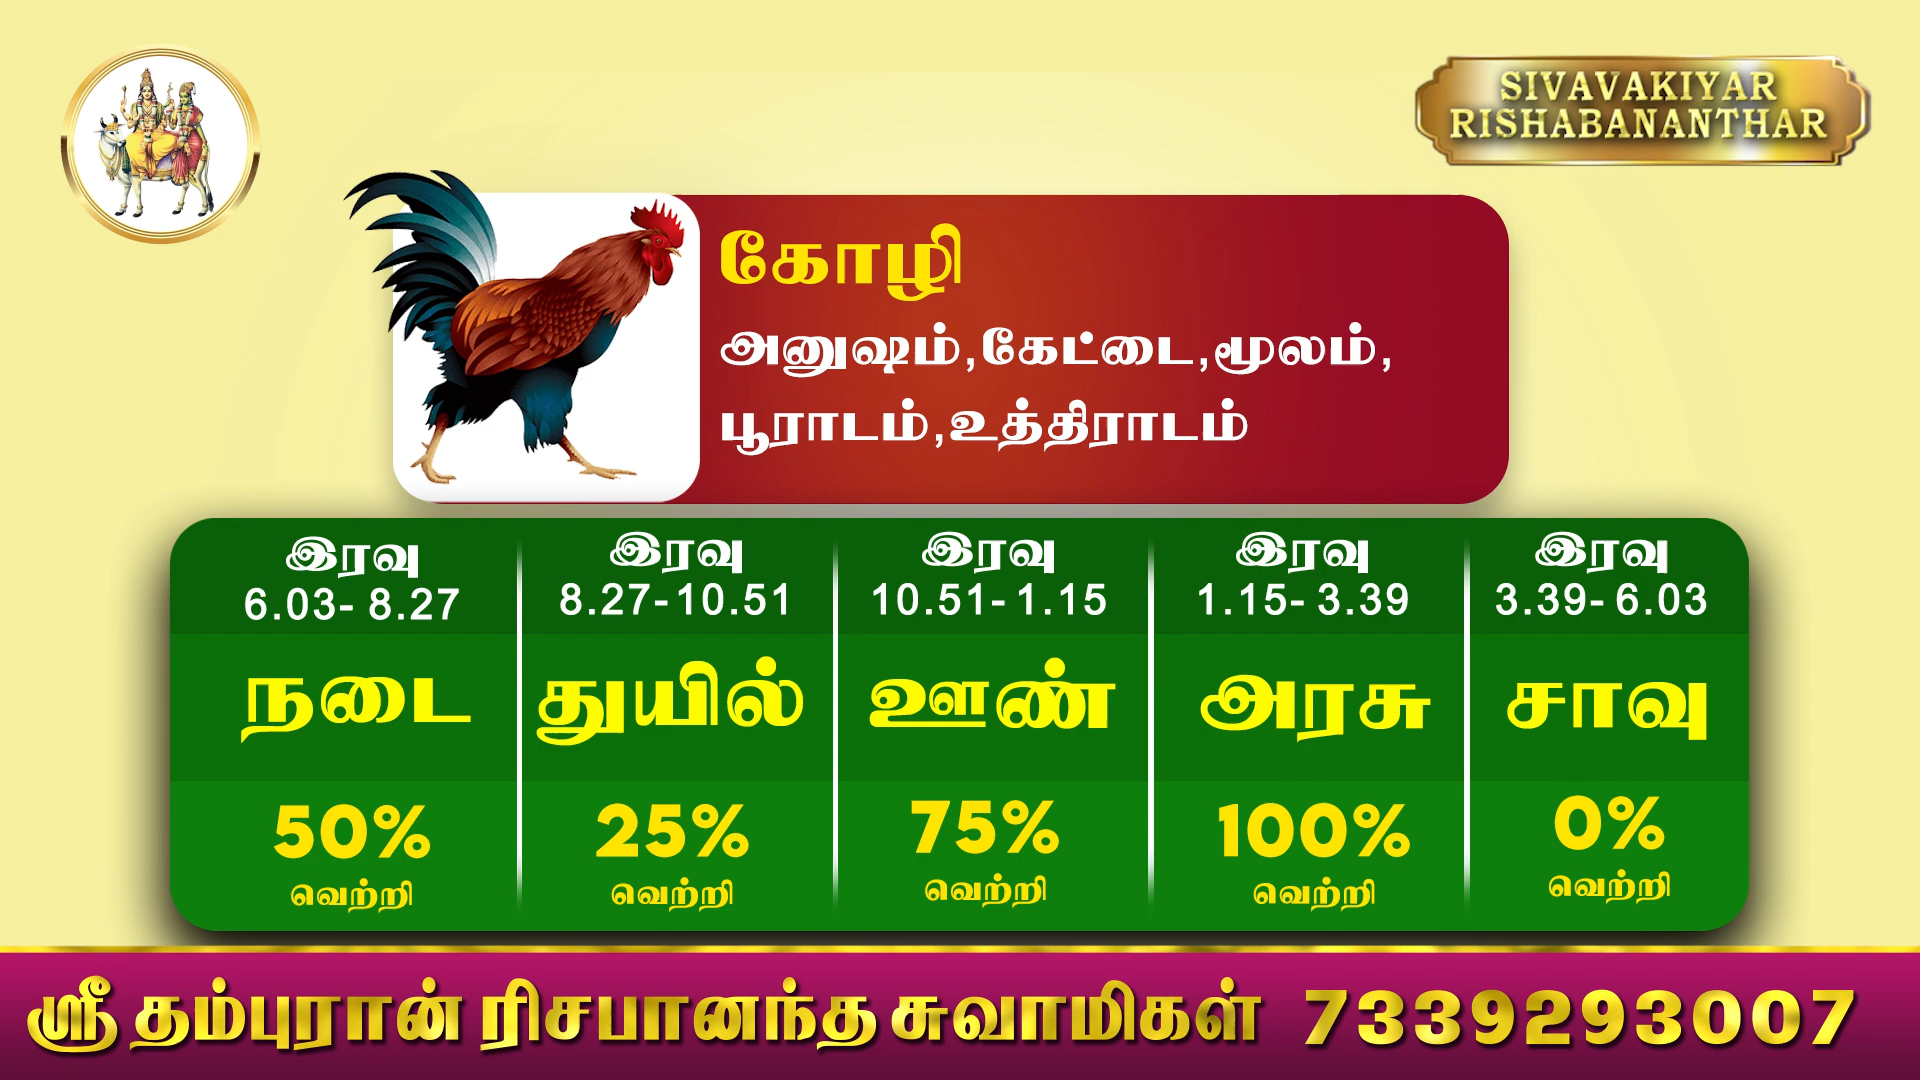 SIVAVAKIYAR
RISHABANANTHAR
கோழி
அனுஷம்,கேட்டை,மூலம்,
பூராடம்,உத்திராடம்
இரவு இரவு இரவு இரவு இரவு
6.03- 8.27 8.27-10.51 10.51- 1.15 1.15- 3.39 3.39- 6.03
நடை துயில் ஊண் அரசு சாவு
50% 25% 75% 100% 0%
வெற்றி வெற்றி வெற்றி வெற்றி வெற்றி
ஸ்ரீ தம்புரான் ரிசபானந்த சுவாமிகள் 7339293007